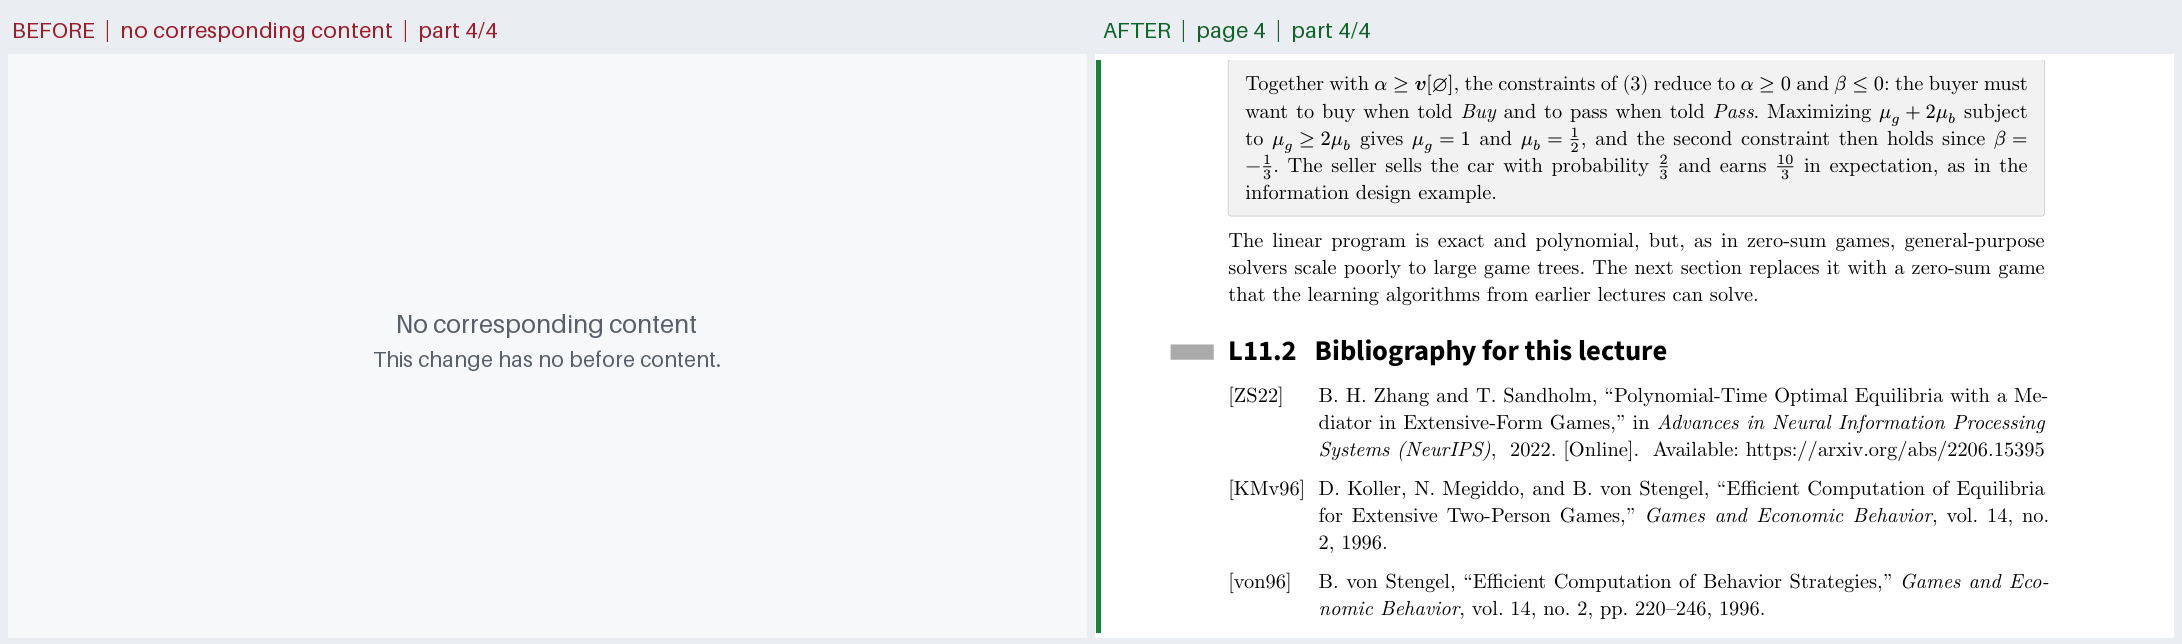 BEFORE | no corresponding content | part 4/4
No corresponding content
This change has no before content.
AFTER | page 4 | part 4/4
Together with α ≥ v[∅], the constraints of (3) reduce to α ≥ 0 and β ≤ 0: the buyer must
want to buy when told Buy and to pass when told Pass. Maximizing μ_g + 2μ_b subject
to μ_g ≥ 2μ_b gives μ_g = 1 and μ_b = 1/2, and the second constraint then holds since β =
−1/3. The seller sells the car with probability 2/3 and earns 10/3 in expectation, as in the
information design example.
The linear program is exact and polynomial, but, as in zero-sum games, general-purpose
solvers scale poorly to large game trees. The next section replaces it with a zero-sum game
that the learning algorithms from earlier lectures can solve.
L11.2 Bibliography for this lecture
[ZS22] B. H. Zhang and T. Sandholm, “Polynomial-Time Optimal Equilibria with a Me-
diator in Extensive-Form Games,” in Advances in Neural Information Processing
Systems (NeurIPS), 2022. [Online]. Available: https://arxiv.org/abs/2206.15395
[KMv96] D. Koller, N. Megiddo, and B. von Stengel, “Efficient Computation of Equilibria
for Extensive Two-Person Games,” Games and Economic Behavior, vol. 14, no.
2, 1996.
[von96] B. von Stengel, “Efficient Computation of Behavior Strategies,” Games and Eco-
nomic Behavior, vol. 14, no. 2, pp. 220–246, 1996.